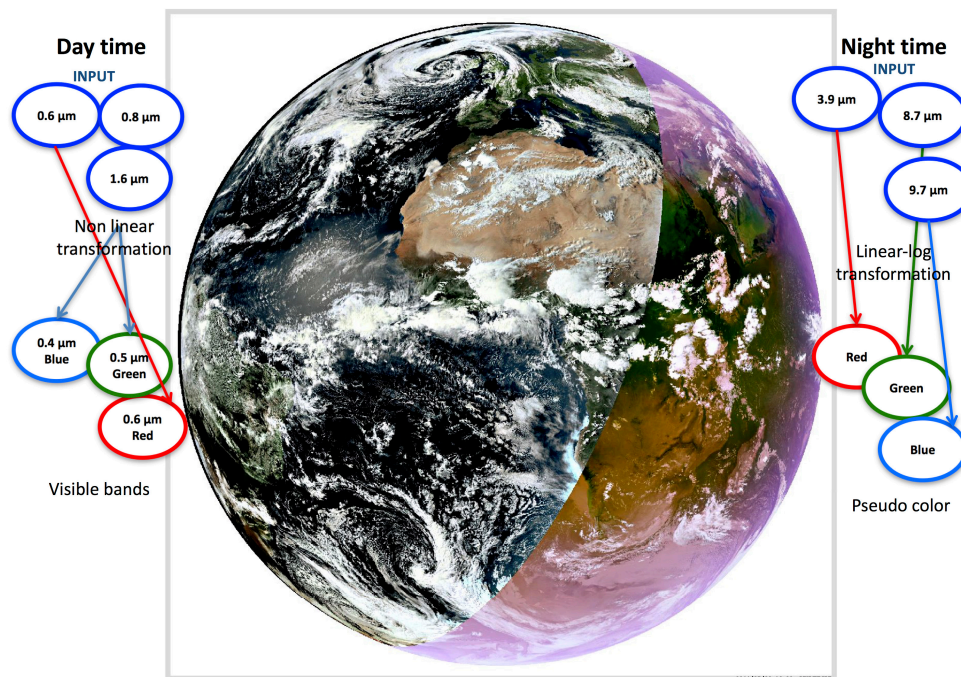 Day time
INPUT
0.6 µm
0.8 µm
1.6 µm
Non linear
transformation
0.4 µm
Blue
0.5 µm
Green
0.6 µm
Red
Visible bands
Night time
INPUT
3.9 µm
8.7 µm
9.7 µm
Linear-log
transformation
Red
Green
Blue
Pseudo color